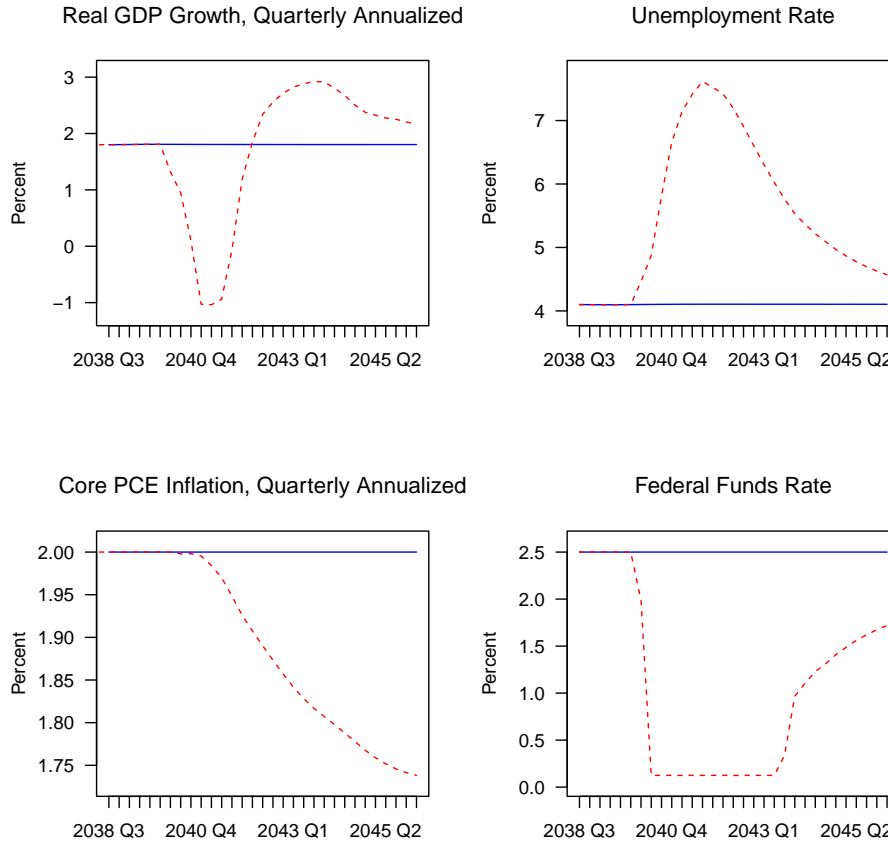 Real GDP Growth, Quarterly Annualized
Percent
3
2
1
0
−1
2038 Q3 2040 Q4 2043 Q1 2045 Q2
Unemployment Rate
Percent
7
6
5
4
2038 Q3 2040 Q4 2043 Q1 2045 Q2
Core PCE Inflation, Quarterly Annualized
Percent
2.00
1.95
1.90
1.85
1.80
1.75
2038 Q3 2040 Q4 2043 Q1 2045 Q2
Federal Funds Rate
Percent
2.5
2.0
1.5
1.0
0.5
0.0
2038 Q3 2040 Q4 2043 Q1 2045 Q2